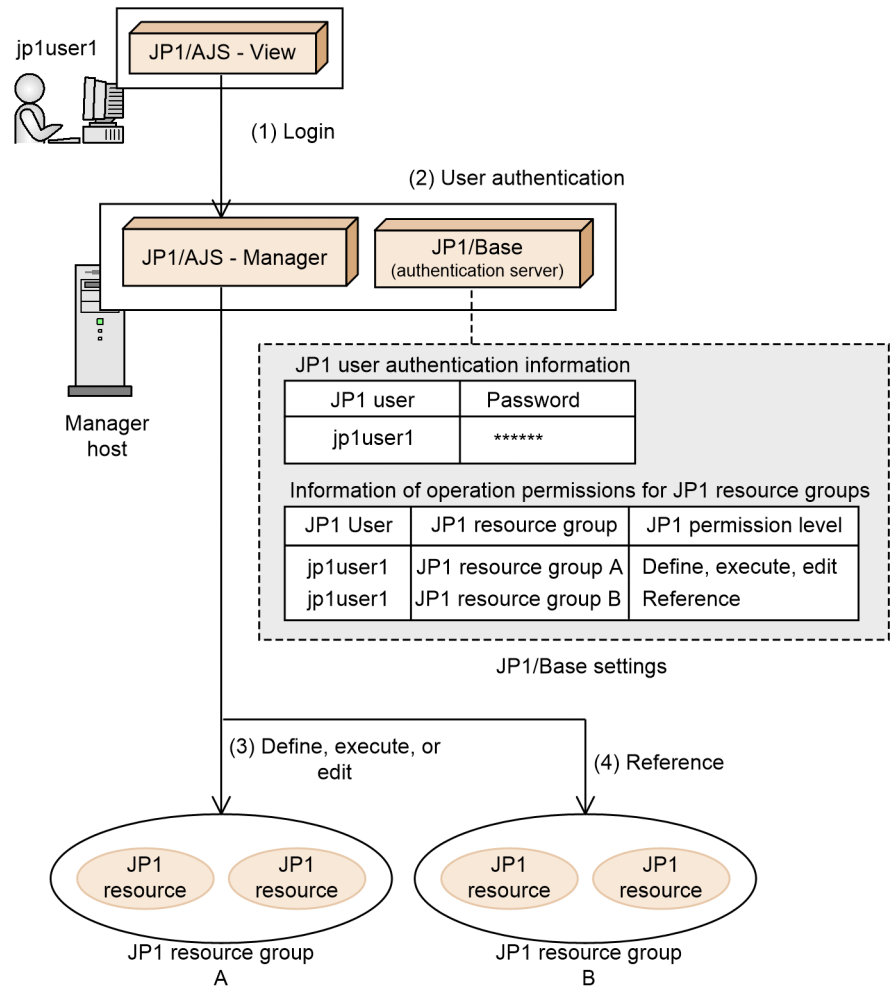 jp1user1
JP1/AJS - View
(1) Login
(2) User authentication
JP1/AJS - Manager
JP1/Base
(authentication server)
Manager
host
JP1 user authentication information
JP1 user Password
jp1user1 ******
Information of operation permissions for JP1 resource groups
JP1 User JP1 resource group JP1 permission level
jp1user1 JP1 resource group A Define, execute, edit
jp1user1 JP1 resource group B Reference
JP1/Base settings
(3) Define, execute, or
edit
(4) Reference
JP1
resource
JP1
resource
JP1
resource
JP1
resource
JP1 resource group
A
JP1 resource group
B